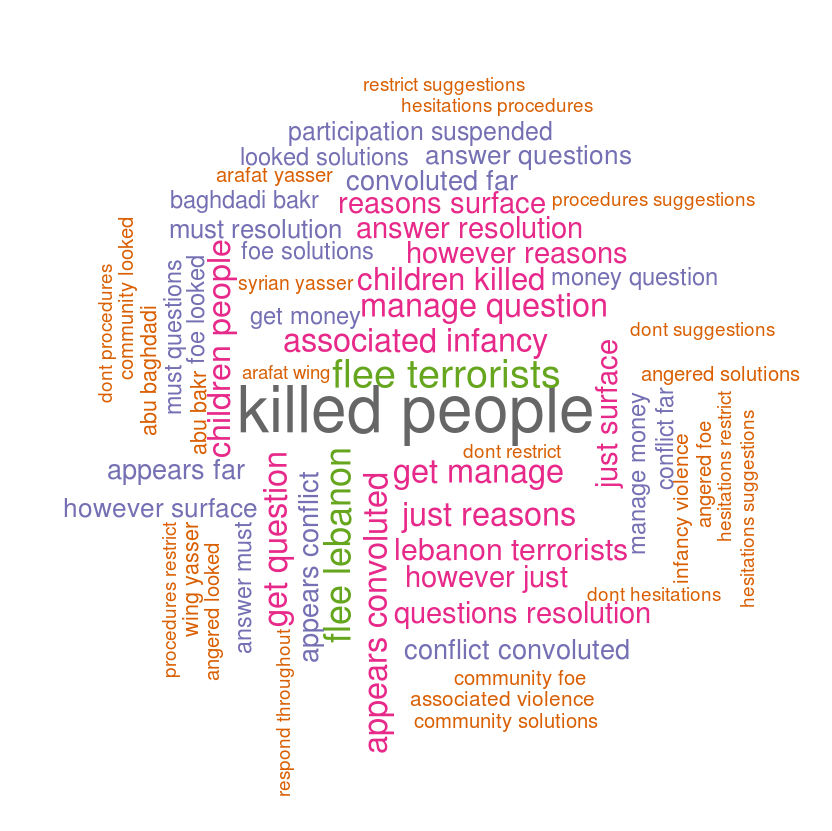 restrict suggestions
hesitations procedures
participation suspended
looked solutions
answer questions
arafat yasser
convoluted far
baghdadi bakr
reasons surface
procedures suggestions
must resolution
answer resolution
foe solutions
however reasons
children killed
money question
syrian yasser
manage question
get money
associated infancy
dont suggestions
arafat wing
flee terrorists
angered solutions
killed people
dont procedures
community looked
abu baghdadi
must questions
foe looked
abu bakr
children people
just surface
manage money
conflict far
infancy violence
angered foe
hesitations restrict
hesitations suggestions
dont restrict
appears far
get manage
however surface
just reasons
lebanon terrorists
however just
dont hesitations
questions resolution
procedures restrict
wing yasser
angered looked
answer must
get question
appears conflict
flee lebanon
appears convoluted
conflict convoluted
respond throughout
community foe
associated violence
community solutions